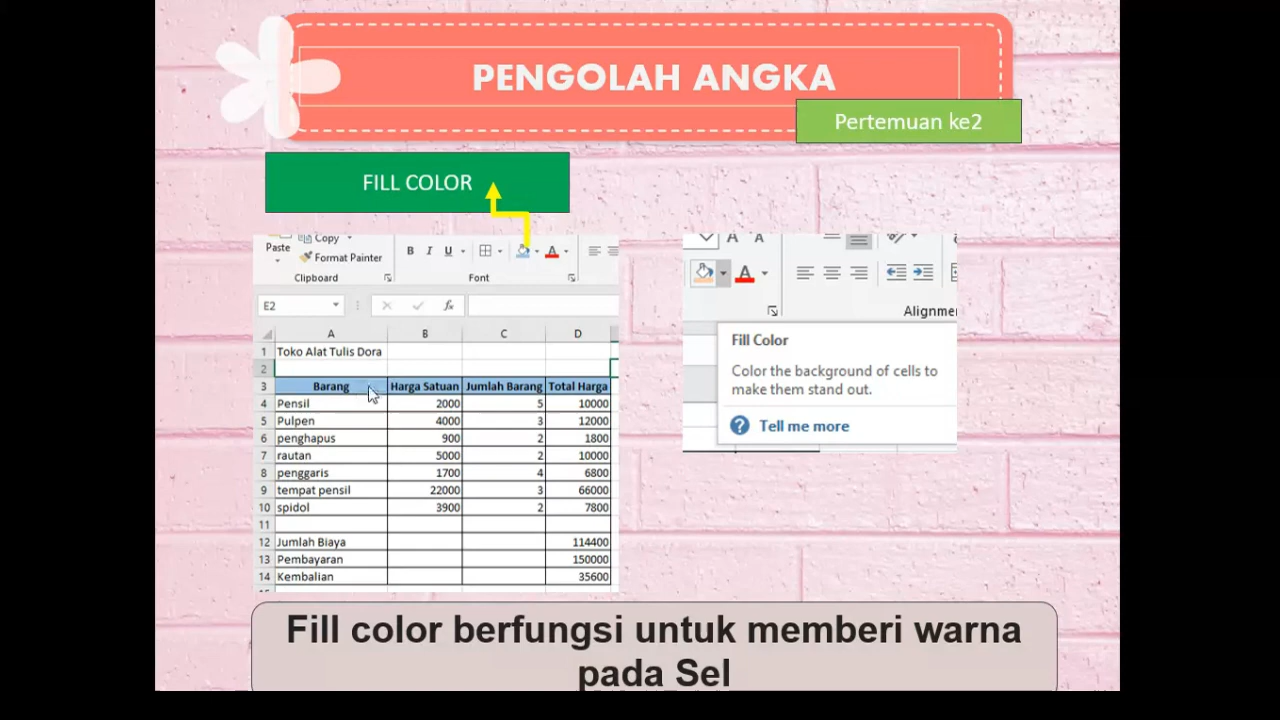 PENGOLAH ANGKA
Pertemuan ke2
FILL COLOR
Copy
Paste
Format Painter
B I U
A
Clipboard
Font
E2
fx
A B C D
1 Toko Alat Tulis Dora
2
3 Barang Harga Satuan Jumlah Barang Total Harga
4 Pensil 2000 5 10000
5 Pulpen 4000 3 12000
6 penghapus 900 2 1800
7 rautan 5000 2 10000
8 penggaris 1700 4 6800
9 tempat pensil 22000 3 66000
10 spidol 3900 2 7800
11
12 Jumlah Biaya 114400
13 Pembayaran 150000
14 Kembalian 35600
A A
A
Alignme
Fill Color
Color the background of cells to
make them stand out.
? Tell me more
Fill color berfungsi untuk memberi warna
pada Sel